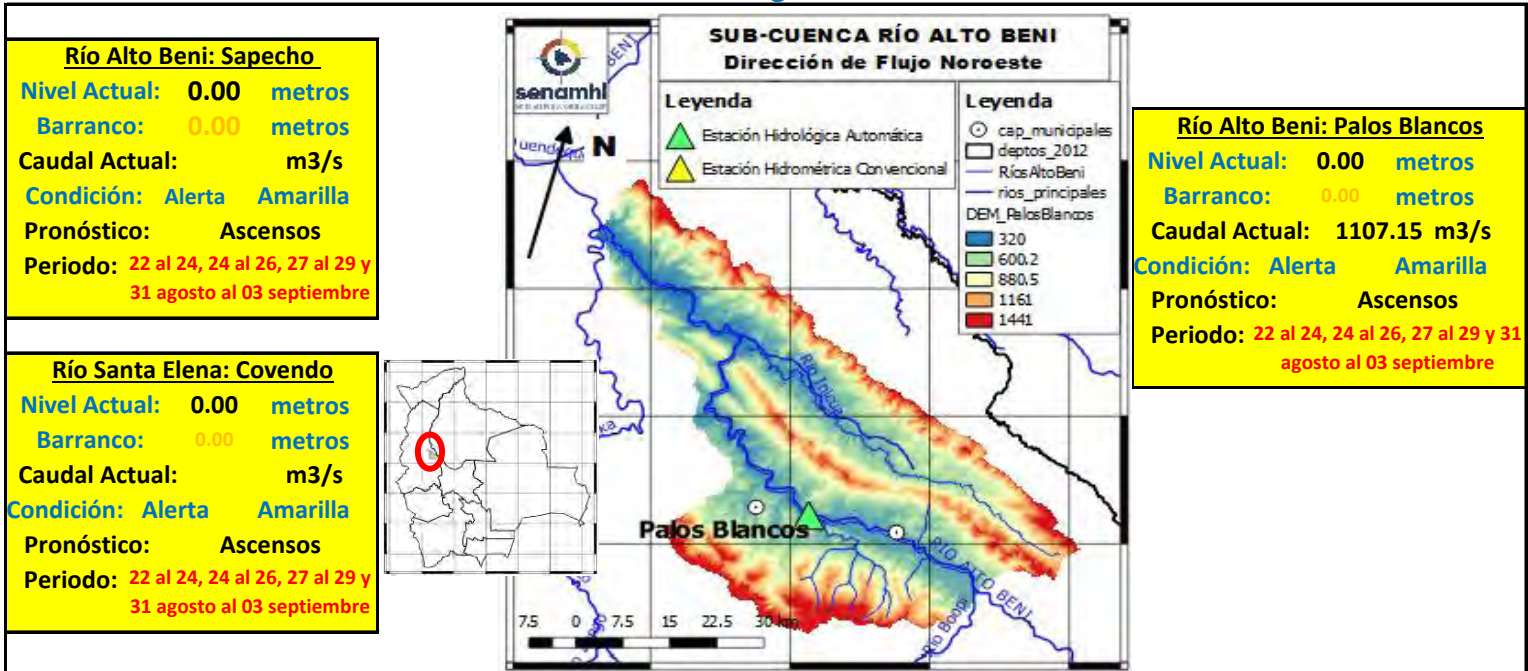 Río Alto Beni: Sapecho
Nivel Actual: 0.00 metros
Barranco: 0.00 metros
Caudal Actual: m3/s
Condición: Alerta Amarilla
Pronóstico: Ascensos
Periodo: 22 al 24, 24 al 26, 27 al 29 y
31 agosto al 03 septiembre
Río Santa Elena: Covendo
Nivel Actual: 0.00 metros
Barranco: 0.00 metros
Caudal Actual: m3/s
Condición: Alerta Amarilla
Pronóstico: Ascensos
Periodo: 22 al 24, 24 al 26, 27 al 29 y
31 agosto al 03 septiembre
senamhi
BENI
N
SUB-CUENCA RÍO ALTO BENI
Dirección de Flujo Noroeste
Leyenda
Estación Hidrológica Automática
Estación Hidrométrica Convencional
Leyenda
cap_municipales
deptos_2012
RíosAltoBeni
rios_principales
DEM_PalosBlancos
320
600.2
880.5
1161
1441
Río Inicua
Palos Blancos
RÍO ALTO BENI
Río Boopi
7.5 0 7.5 15 22.5 30 km
Río Alto Beni: Palos Blancos
Nivel Actual: 0.00 metros
Barranco: 0.00 metros
Caudal Actual: 1107.15 m3/s
Condición: Alerta Amarilla
Pronóstico: Ascensos
Periodo: 22 al 24, 24 al 26, 27 al 29 y 31
agosto al 03 septiembre